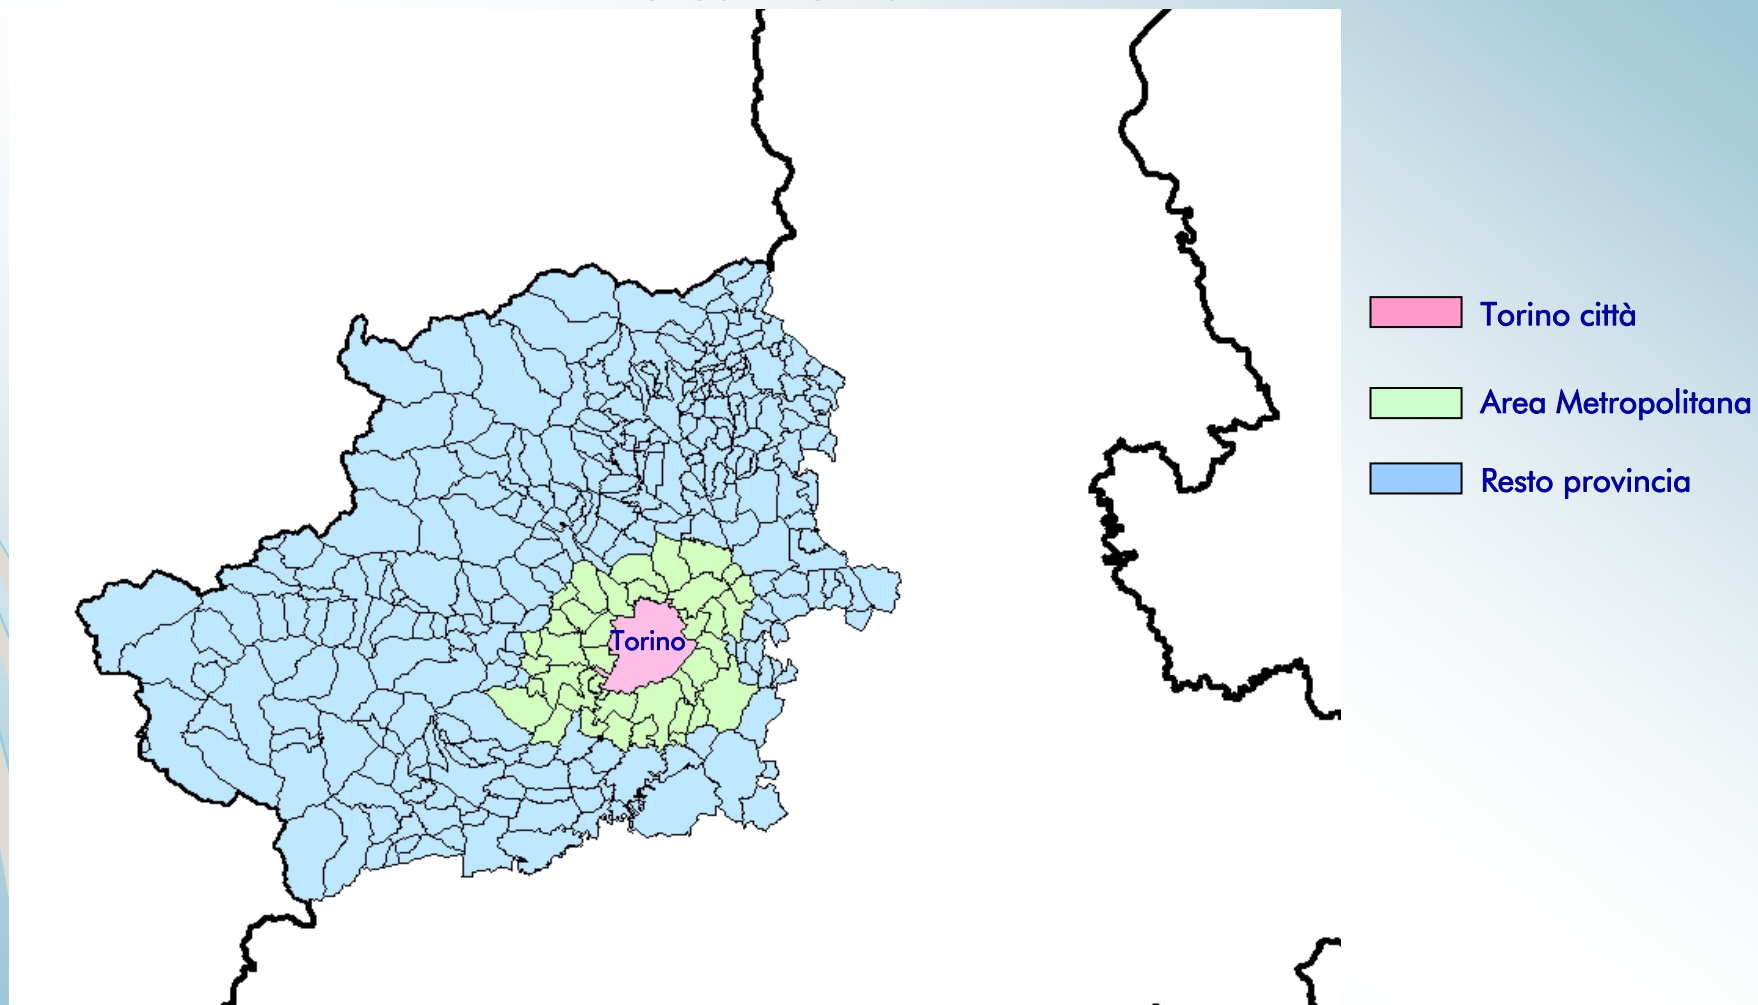 Torino
Torino città
Area Metropolitana
Resto provincia